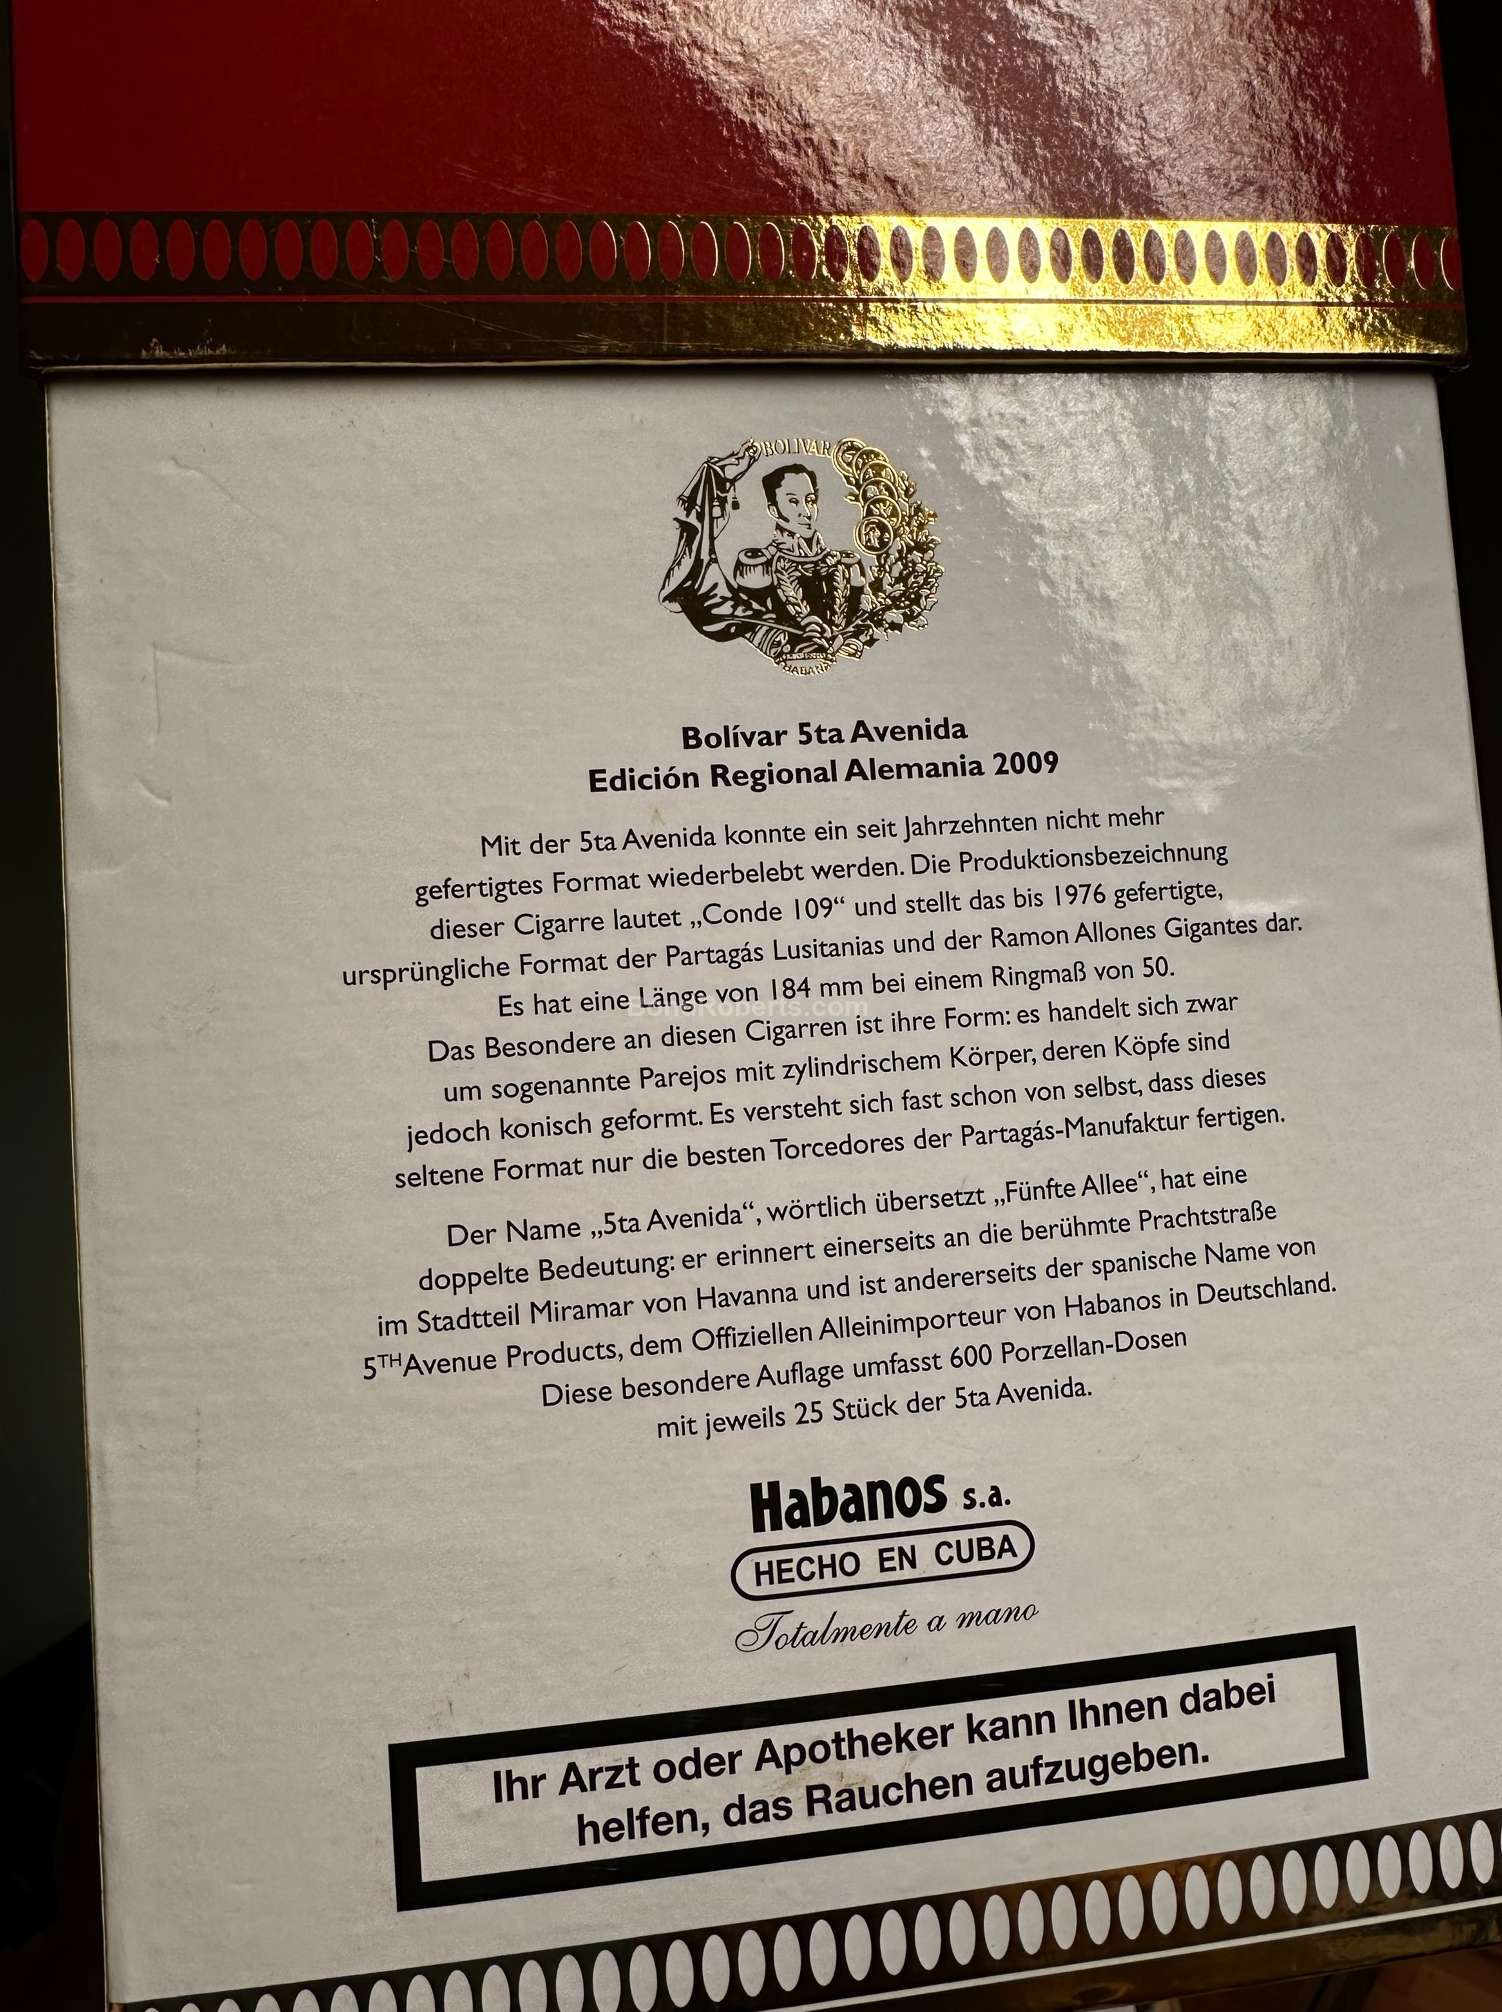 BOLIVAR
HABANA
Bolívar 5ta Avenida
Edición Regional Alemania 2009
Mit der 5ta Avenida konnte ein seit Jahrzehnten nicht mehr
gefertigtes Format wiederbelebt werden. Die Produktionsbezeichnung
dieser Cigarre lautet „Conde 109“ und stellt das bis 1976 gefertigte,
ursprüngliche Format der Partagás Lusitanias und der Ramon Allones Gigantes dar.
Es hat eine Länge von 184 mm bei einem Ringmaß von 50.
BondRoberts.com
Das Besondere an diesen Cigarren ist ihre Form: es handelt sich zwar
um sogenannte Parejos mit zylindrischem Körper, deren Köpfe sind
jedoch konisch geformt. Es versteht sich fast schon von selbst, dass dieses
seltene Format nur die besten Torcedores der Partagás-Manufaktur fertigen.
Der Name „5ta Avenida“, wörtlich übersetzt „Fünfte Allee“, hat eine
doppelte Bedeutung: er erinnert einerseits an die berühmte Prachtstraße
im Stadtteil Miramar von Havanna und ist andererseits der spanische Name von
5TH Avenue Products, dem Offiziellen Alleinimporteur von Habanos in Deutschland.
Diese besondere Auflage umfasst 600 Porzellan-Dosen
mit jeweils 25 Stück der 5ta Avenida.
Habanos s.a.
HECHO EN CUBA
Totalmente a mano
Ihr Arzt oder Apotheker kann Ihnen dabei
helfen, das Rauchen aufzugeben.